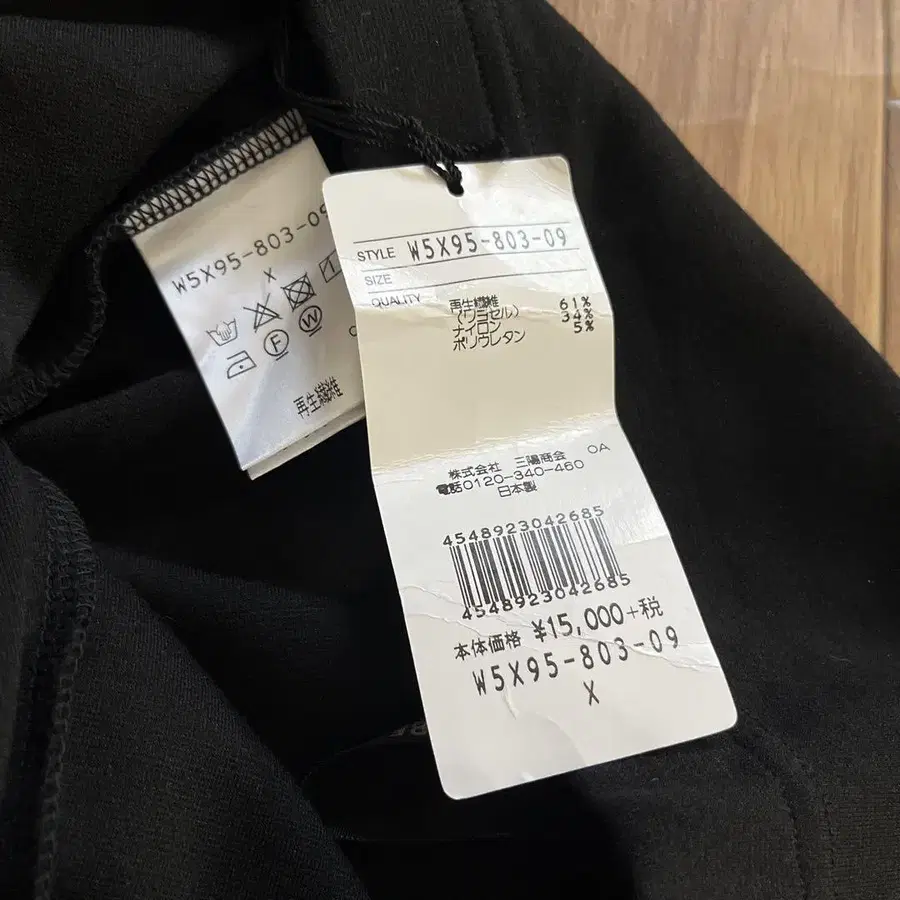 W5X95-803-09
X
F
W
再生繊維
STYLE W5X95-803-09
SIZE
QUALITY
再生繊維 61%
(リヨセル)
ナイロン 34%
ポリウレタン 5%
株式会社 三陽商会 OA
電話0120-340-460
日本製
4548923042685
4548923042685
本体価格 ¥15,000+税
W5X95-803-09
X